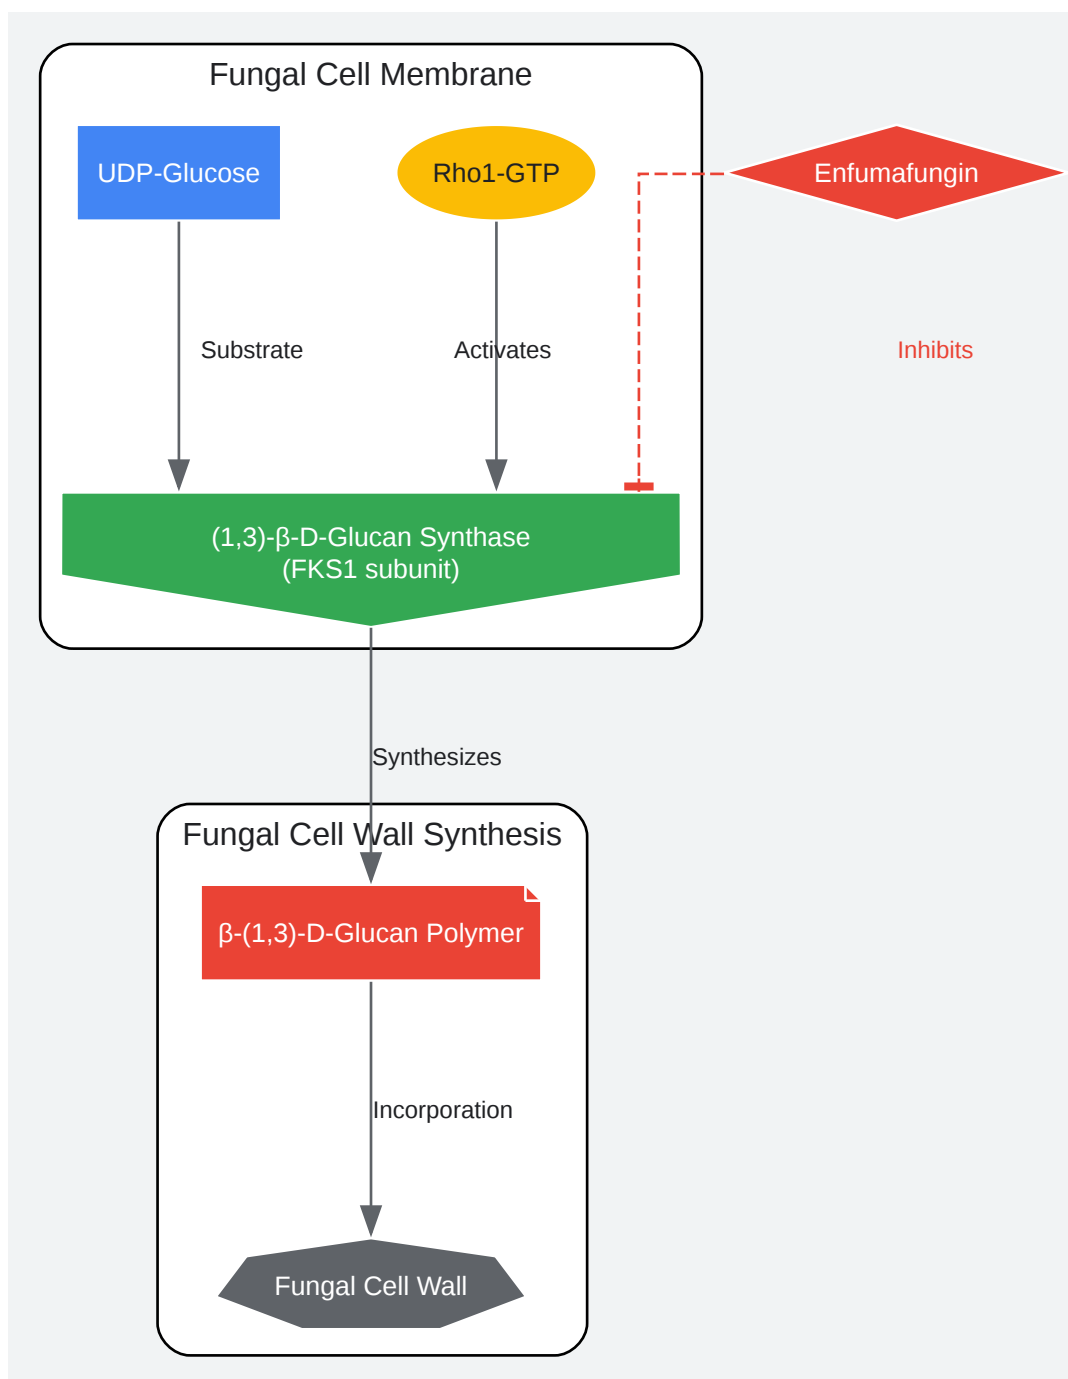 Fungal Cell Membrane
UDP-Glucose
Rho1-GTP
Enfumafungin
Substrate
Activates
Inhibits
(1,3)-β-D-Glucan Synthase
(FKS1 subunit)
Synthesizes
Fungal Cell Wall Synthesis
β-(1,3)-D-Glucan Polymer
Incorporation
Fungal Cell Wall